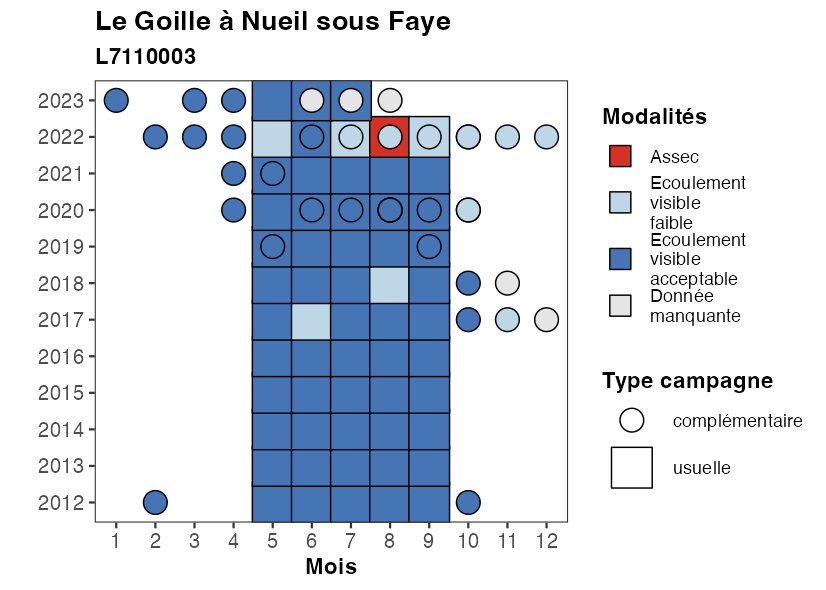 Le Goille à Nueil sous Faye
L7110003
2023
2022
2021
2020
2019
2018
2017
2016
2015
2014
2013
2012
1 2 3 4 5 6 7 8 9 10 11 12
Mois
Modalités
Assec
Ecoulement
visible
faible
Ecoulement
visible
acceptable
Donnée
manquante
Type campagne
complémentaire
usuelle